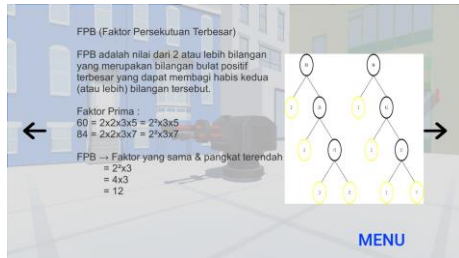 FPB (Faktor Persekutuan Terbesar)
FPB adalah nilai dari 2 atau lebih bilangan
yang merupakan bilangan bulat positif
terbesar yang dapat membagi habis kedua
(atau lebih) bilangan tersebut.
Faktor Prima :
60 = 2x2x3x5 = 2²x3x5
84 = 2x2x3x7 = 2²x3x7
FPB → Faktor yang sama & pangkat terendah
= 2²x3
= 4x3
= 12
MENU